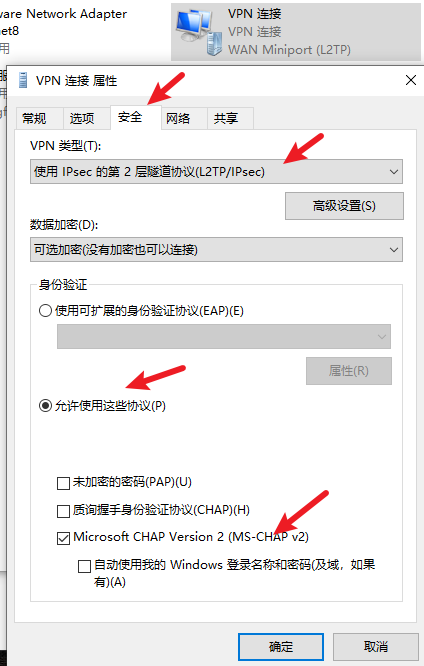 ware Network Adapter
net8
用
VPN 连接
VPN 连接
WAN Miniport (L2TP)
VPN 连接 属性
常规
选项
安全
网络
共享
VPN 类型(T):
使用 IPsec 的第 2 层隧道协议(L2TP/IPsec)
高级设置(S)
数据加密(D):
可选加密(没有加密也可以连接)
身份验证
使用可扩展的身份验证协议(EAP)(E)
属性(R)
允许使用这些协议(P)
未加密的密码(PAP)(U)
质询握手身份验证协议(CHAP)(H)
Microsoft CHAP Version 2 (MS-CHAP v2)
自动使用我的 Windows 登录名称和密码(及域，如果
有)(A)
确定
取消